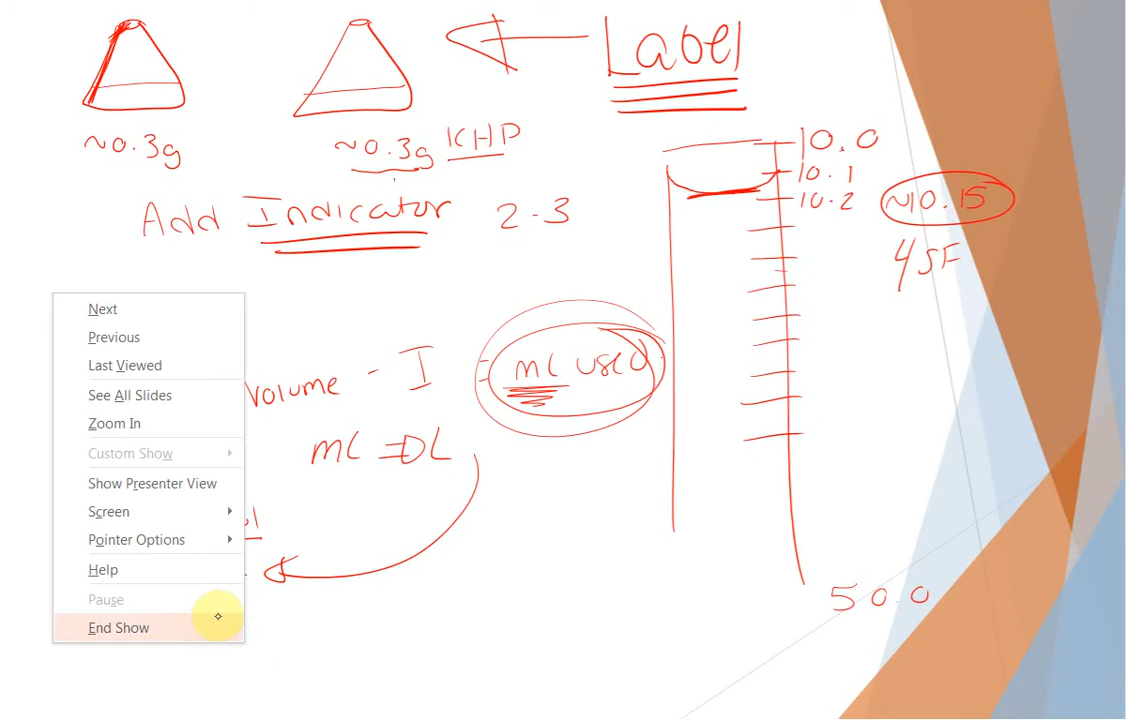 Label
~0.3g
~0.3g KHP
10.0
10.1
10.2
~10.15
4 SF
Add Indicator 2-3
Next
Previous
Last Viewed
See All Slides
Zoom In
Custom Show
Show Presenter View
Screen
Pointer Options
Help
Pause
End Show
Volume - I = mL used
mL => L
50.0